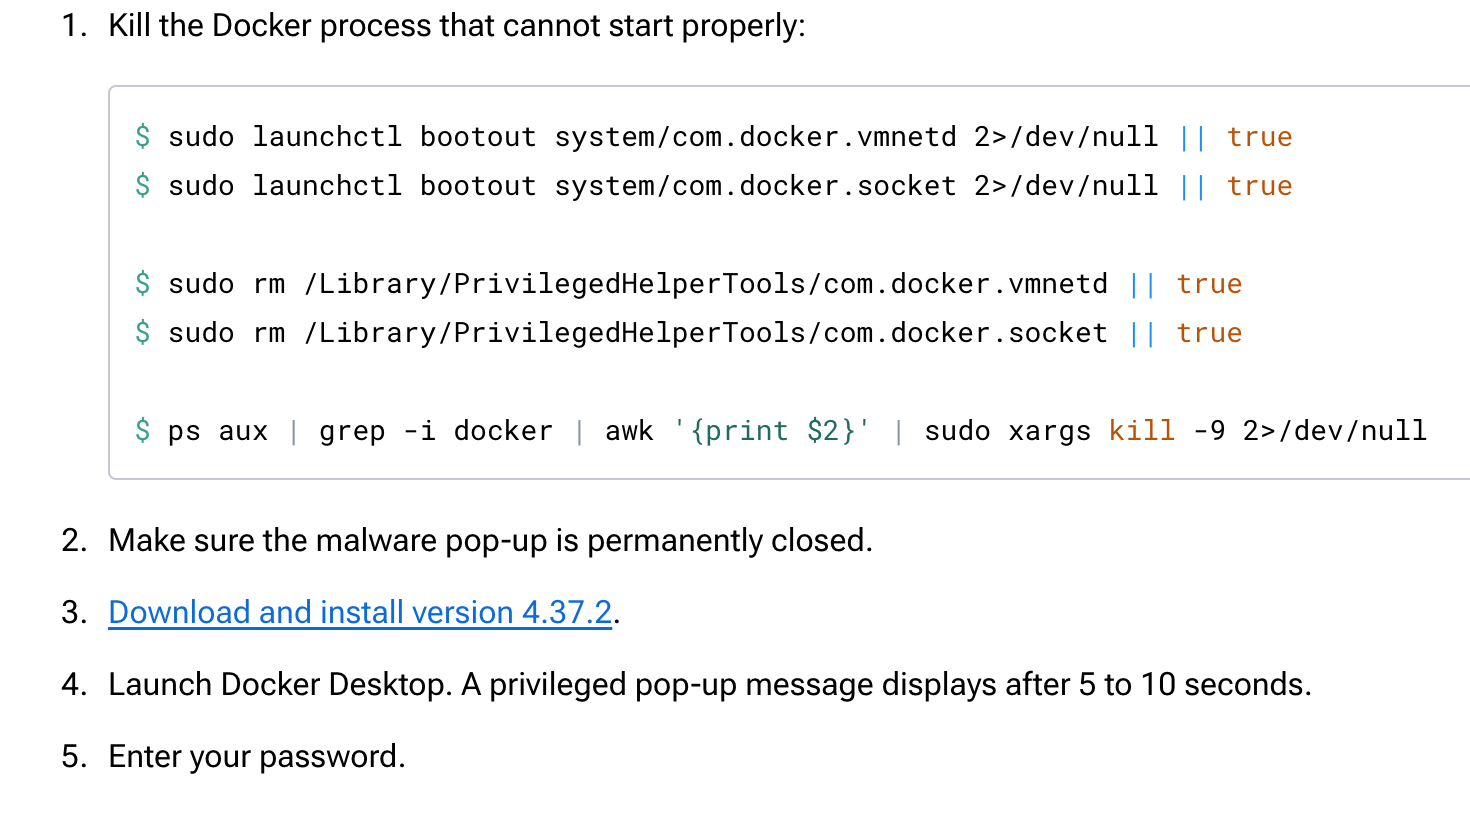 1. Kill the Docker process that cannot start properly:
$ sudo launchctl bootout system/com.docker.vmnetd 2>/dev/null || true
$ sudo launchctl bootout system/com.docker.socket 2>/dev/null || true
$ sudo rm /Library/PrivilegedHelperTools/com.docker.vmnetd || true
$ sudo rm /Library/PrivilegedHelperTools/com.docker.socket || true
$ ps aux | grep -i docker | awk '{print $2}' | sudo xargs kill -9 2>/dev/null
2. Make sure the malware pop-up is permanently closed.
3. Download and install version 4.37.2.
4. Launch Docker Desktop. A privileged pop-up message displays after 5 to 10 seconds.
5. Enter your password.